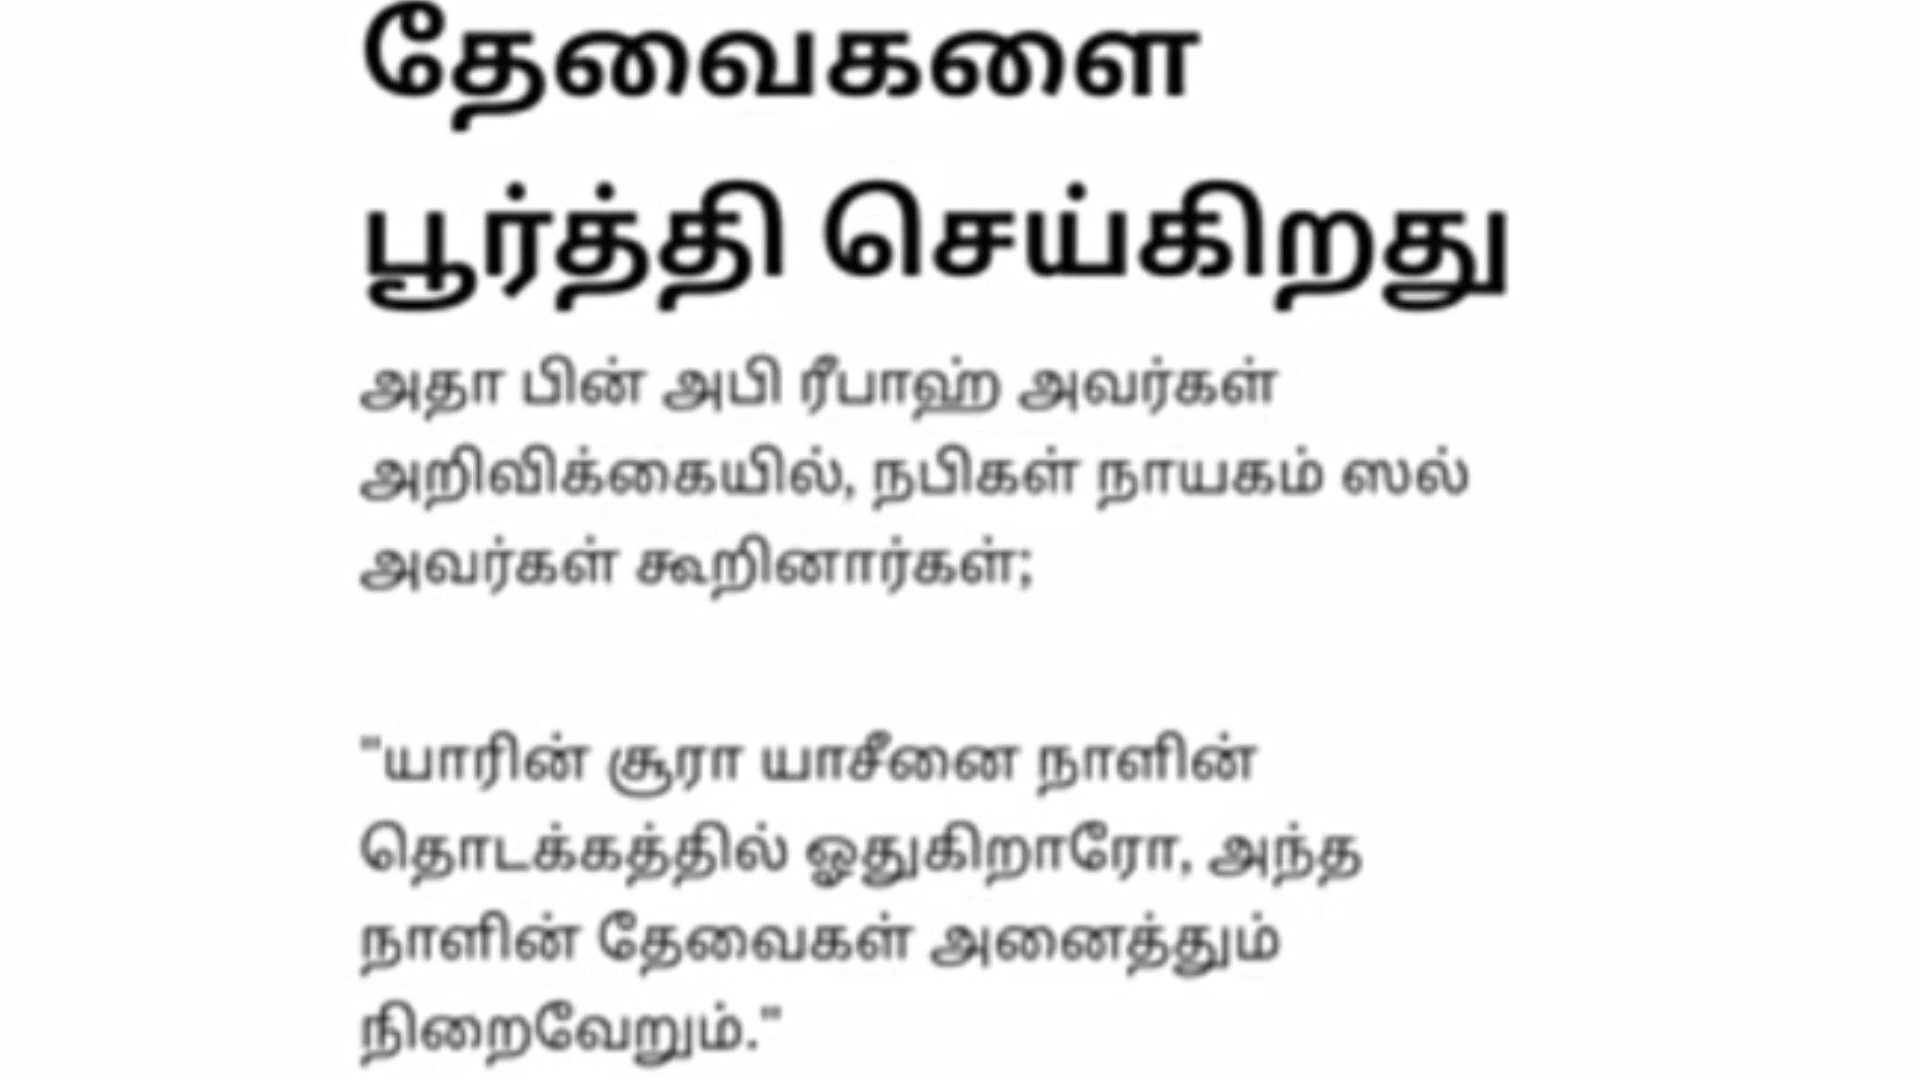 தேவைகளை
பூர்த்தி செய்கிறது
அதா பின் அபி ரீபாஹ் அவர்கள்
அறிவிக்கையில், நபிகள் நாயகம் ஸல்
அவர்கள் கூறினார்கள்;
"யாரின் சூரா யாசீனை நாளின்
தொடக்கத்தில் ஓதுகிறாரோ, அந்த
நாளின் தேவைகள் அனைத்தும்
நிறைவேறும்."